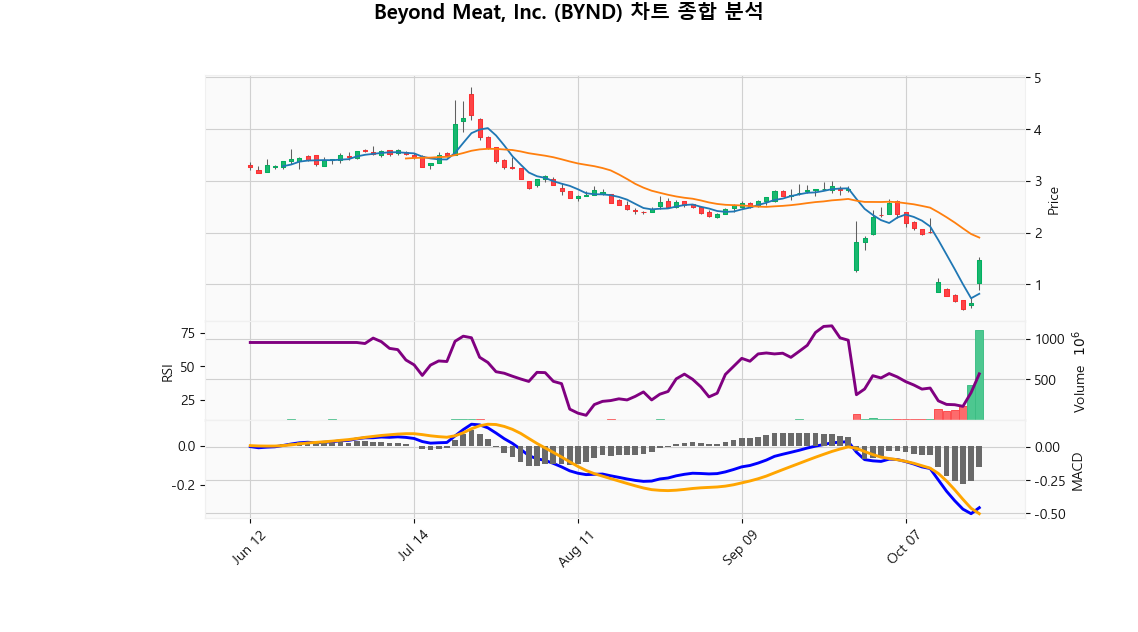 Beyond Meat, Inc. (BYND) 차트 종합 분석
5
4
3
2
1
Price
75
50
25
RSI
1000
500
Volume 10⁶
0.0
-0.2
0.00
-0.25
-0.50
MACD
Jun 12
Jul 14
Aug 11
Sep 09
Oct 07